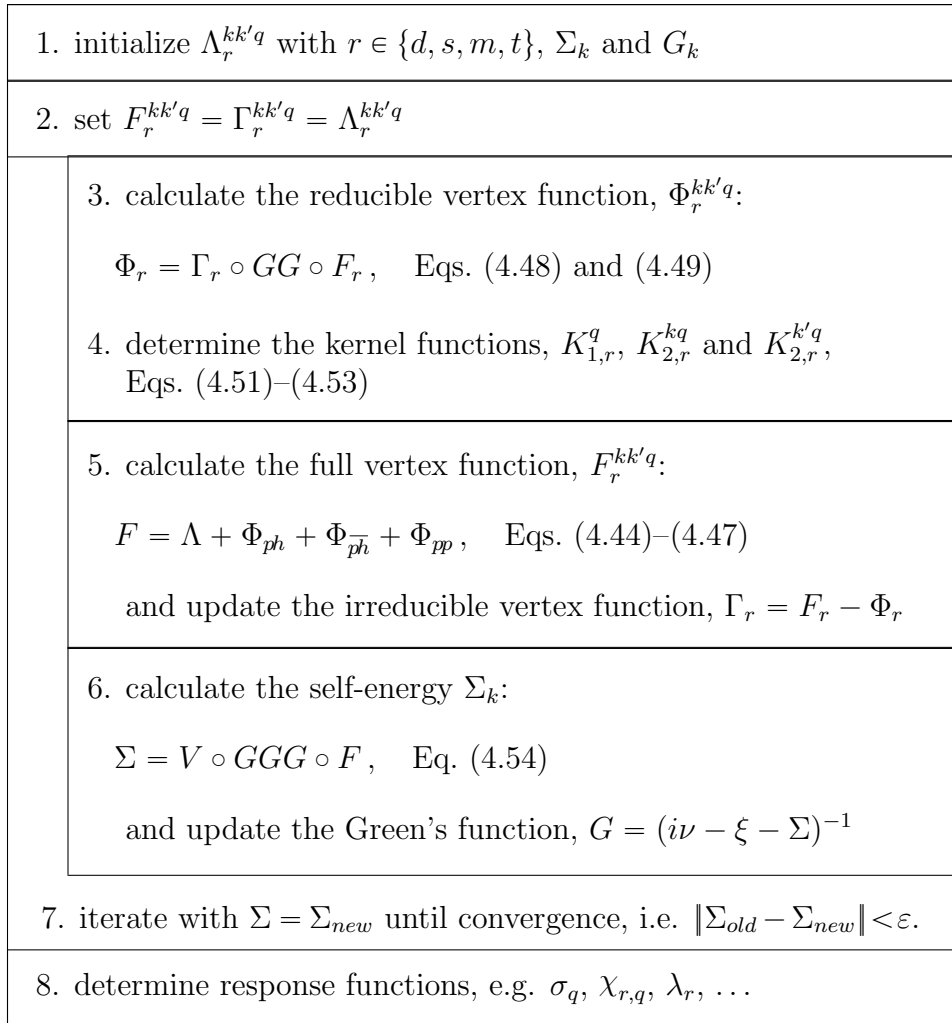 1. initialize Λ_r^{kk′q} with r ∈ {d, s, m, t}, Σ_k and G_k
2. set F_r^{kk′q} = Γ_r^{kk′q} = Λ_r^{kk′q}
3. calculate the reducible vertex function, Φ_r^{kk′q}:
Φ_r = Γ_r ∘ GG ∘ F_r , Eqs. (4.48) and (4.49)
4. determine the kernel functions, K_{1,r}^{q}, K_{2,r}^{kq} and K_{2,r}^{k′q},
Eqs. (4.51)–(4.53)
5. calculate the full vertex function, F_r^{kk′q}:
F = Λ + Φ_{ph} + Φ_{\overline{ph}} + Φ_{pp} , Eqs. (4.44)–(4.47)
and update the irreducible vertex function, Γ_r = F_r − Φ_r
6. calculate the self-energy Σ_k:
Σ = V ∘ GGG ∘ F , Eq. (4.54)
and update the Green's function, G = (iν − ξ − Σ)^{−1}
7. iterate with Σ = Σ_{new} until convergence, i.e. ‖Σ_{old} − Σ_{new}‖ < ε.
8. determine response functions, e.g. σ_q, χ_{r,q}, λ_r, …